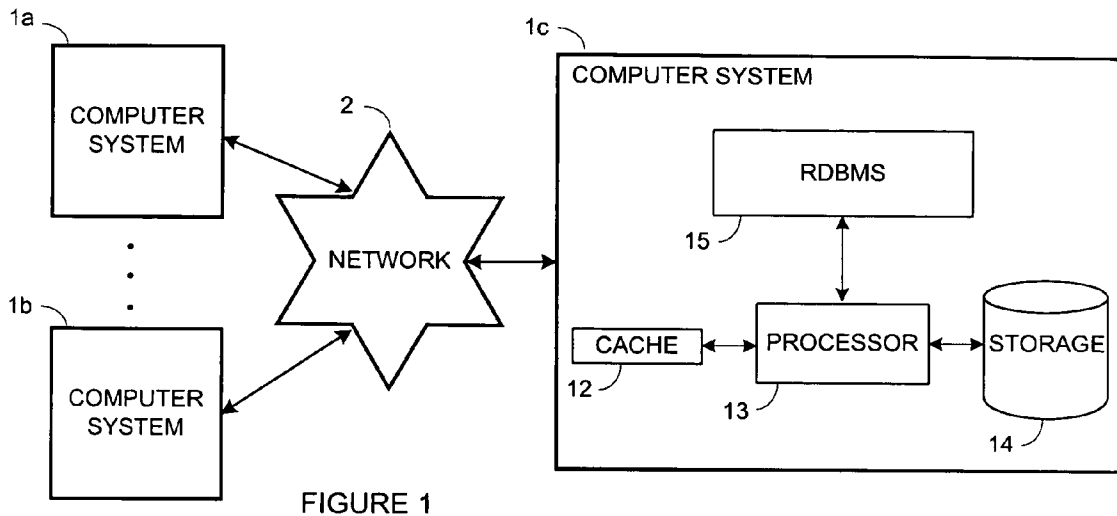 1a
COMPUTER
SYSTEM
1b
COMPUTER
SYSTEM
2
NETWORK
1c
COMPUTER SYSTEM
RDBMS
15
CACHE
12
PROCESSOR
13
STORAGE
14
FIGURE 1